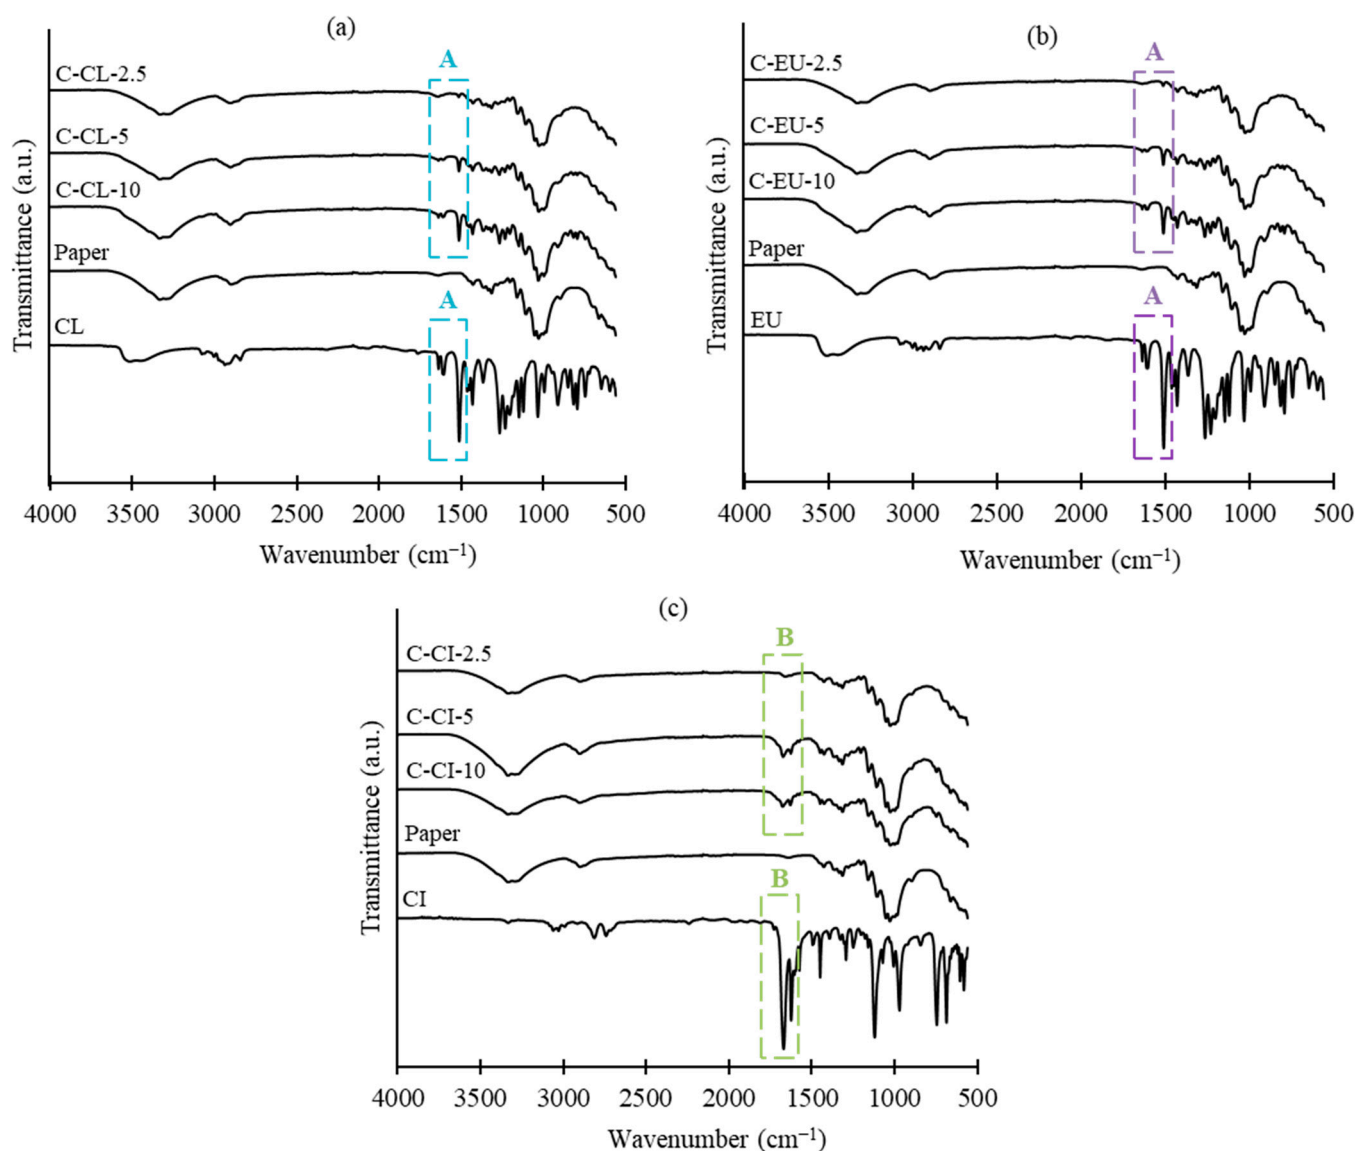 (a)
A
C-CL-2.5
C-CL-5
C-CL-10
Paper
A
CL
Transmittance (a.u.)
4000 3500 3000 2500 2000 1500 1000 500
Wavenumber (cm⁻¹)
(b)
A
C-EU-2.5
C-EU-5
C-EU-10
Paper
A
EU
Transmittance (a.u.)
4000 3500 3000 2500 2000 1500 1000 500
Wavenumber (cm⁻¹)
(c)
B
C-CI-2.5
C-CI-5
C-CI-10
Paper
B
CI
Transmittance (a.u.)
4000 3500 3000 2500 2000 1500 1000 500
Wavenumber (cm⁻¹)